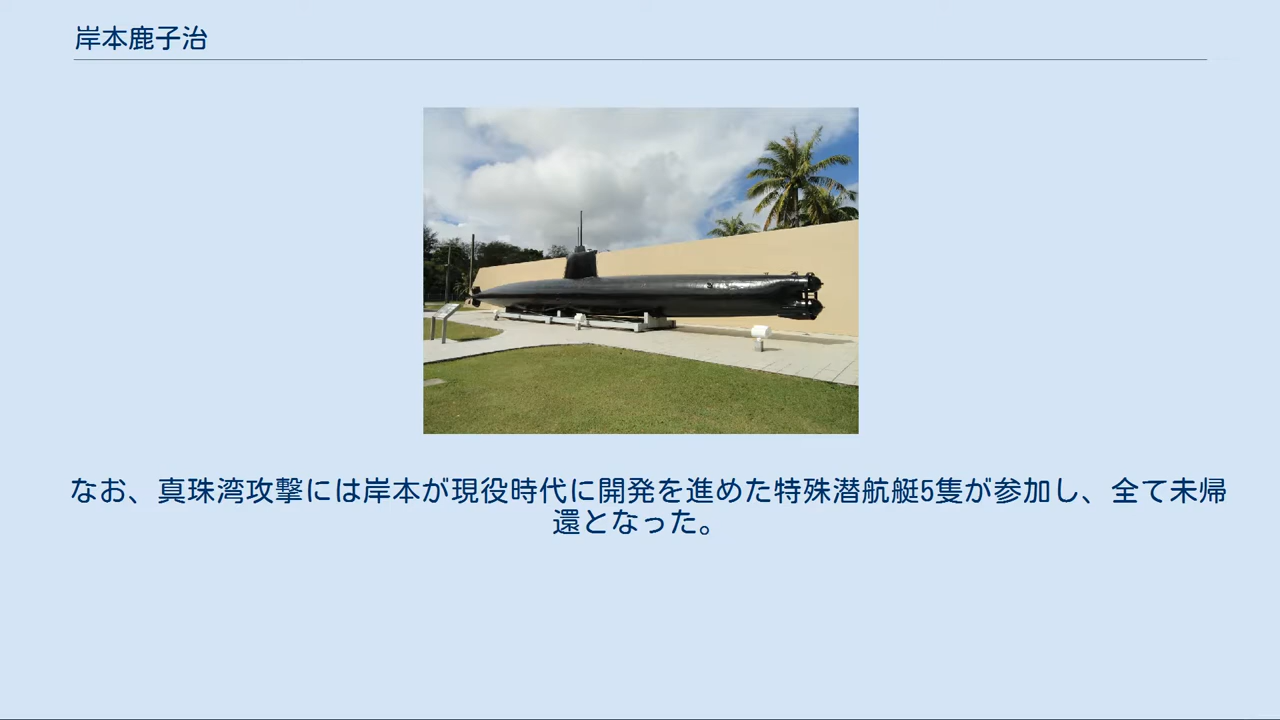 岸本鹿子治
なお、真珠湾攻撃には岸本が現役時代に開発を進めた特殊潜航艇5隻が参加し、全て未帰
還となった。